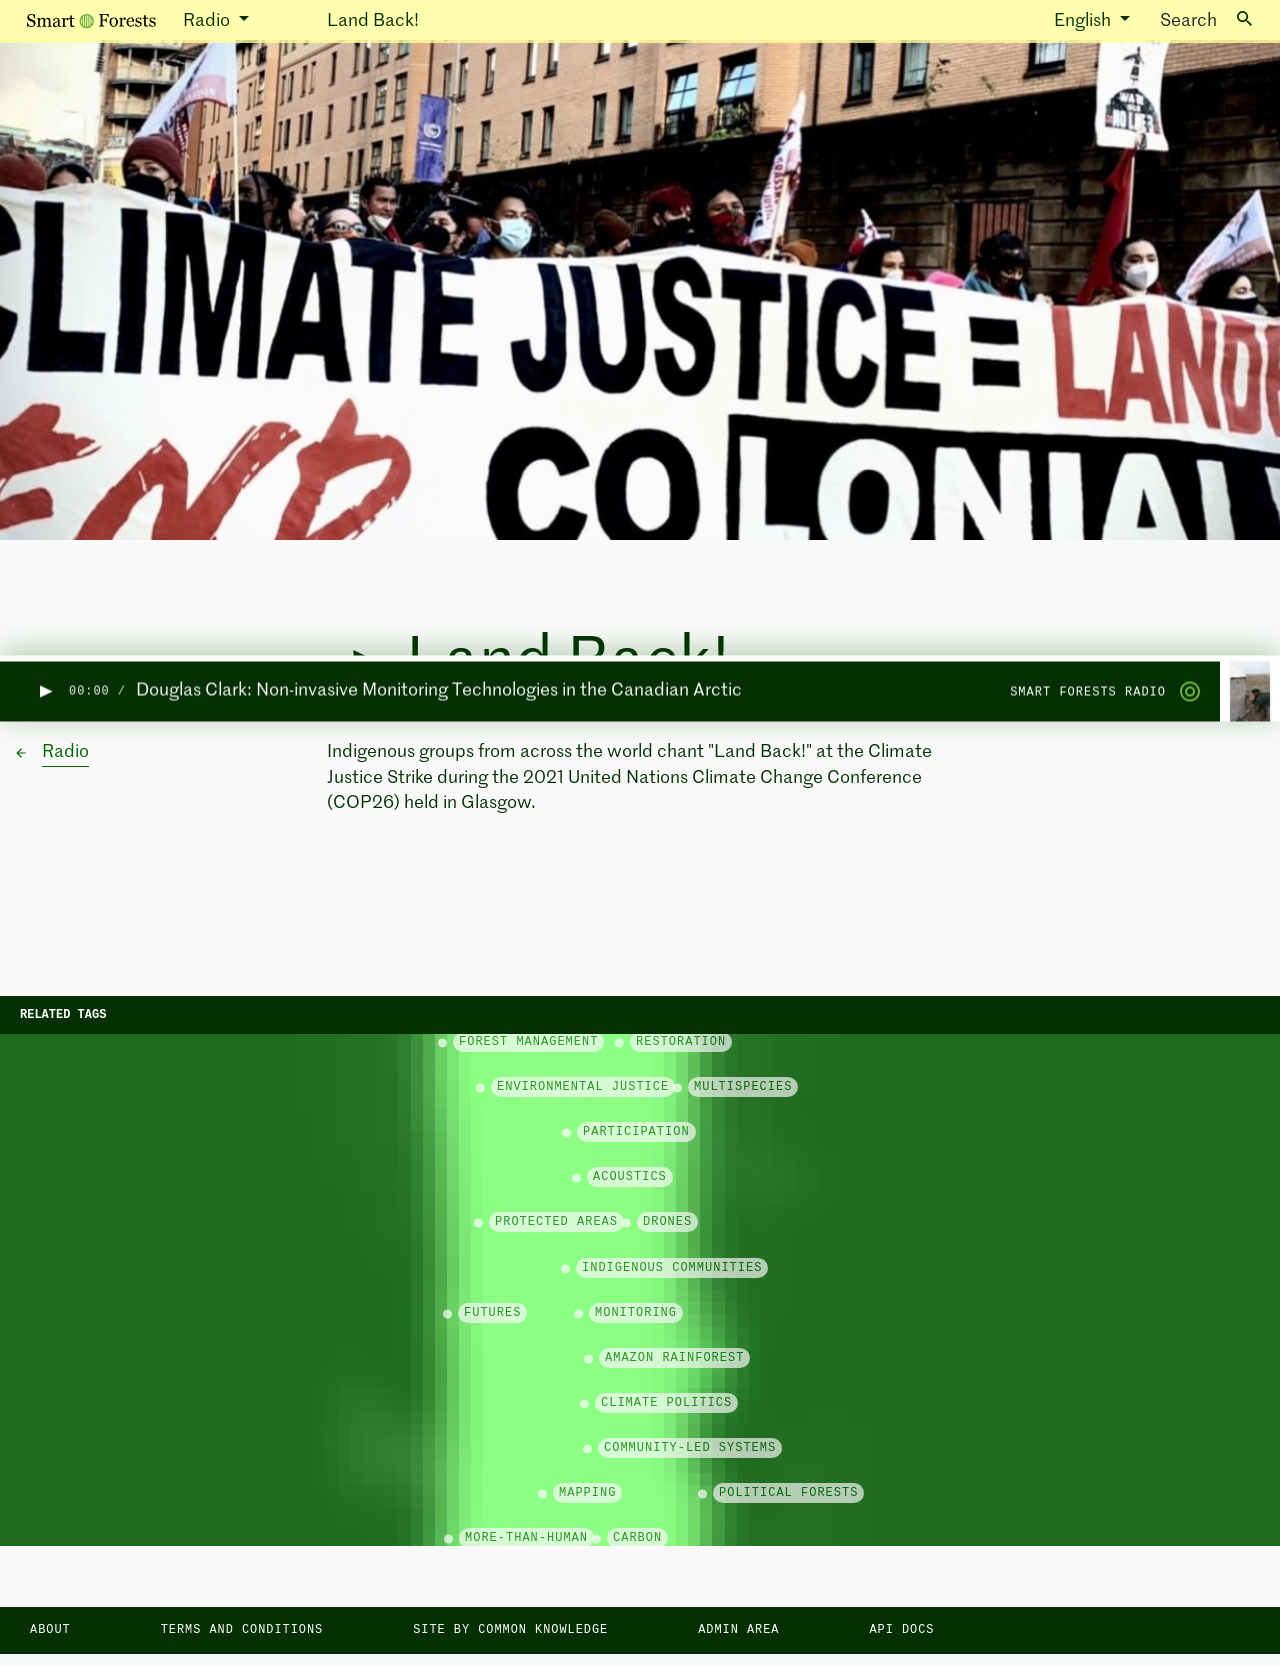 Smart Forests Radio Land Back! English Search
CLIMATE JUSTICE = LAND
END COLONIAL
▶ Land Back!
▶ 00:00 / Douglas Clark: Non-invasive Monitoring Technologies in the Canadian Arctic SMART FORESTS RADIO
← Radio
Indigenous groups from across the world chant "Land Back!" at the Climate
Justice Strike during the 2021 United Nations Climate Change Conference
(COP26) held in Glasgow.
RELATED TAGS
FOREST MANAGEMENT RESTORATION
ENVIRONMENTAL JUSTICE MULTISPECIES
PARTICIPATION
ACOUSTICS
PROTECTED AREAS DRONES
INDIGENOUS COMMUNITIES
FUTURES MONITORING
AMAZON RAINFOREST
CLIMATE POLITICS
COMMUNITY-LED SYSTEMS
MAPPING POLITICAL FORESTS
MORE-THAN-HUMAN CARBON
ABOUT TERMS AND CONDITIONS SITE BY COMMON KNOWLEDGE ADMIN AREA API DOCS